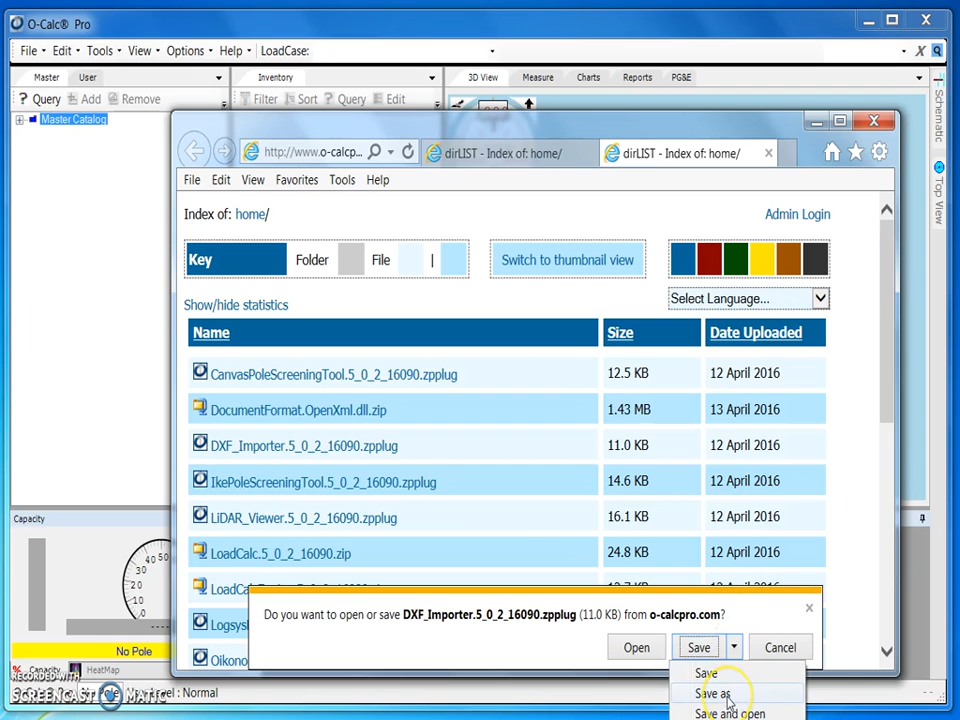 O-Calc® Pro
File Edit Tools View Options Help LoadCase:
Master User Inventory 3D View Measure Charts Reports PG&E
Query Add Remove Filter Sort Query Edit
Master Catalog
Schematic
Top View
http://www.o-calcp... dirLIST - Index of: home/ dirLIST - Index of: home/
File Edit View Favorites Tools Help
Index of: home/ Admin Login
Key Folder File | Switch to thumbnail view
Select Language...
Show/hide statistics
Name Size Date Uploaded
CanvasPoleScreeningTool.5_0_2_16090.zpplug 12.5 KB 12 April 2016
DocumentFormat.OpenXml.dll.zip 1.43 MB 13 April 2016
DXF_Importer.5_0_2_16090.zpplug 11.0 KB 12 April 2016
IkePoleScreeningTool.5_0_2_16090.zpplug 14.6 KB 12 April 2016
LiDAR_Viewer.5_0_2_16090.zpplug 16.1 KB 12 April 2016
LoadCalc.5_0_2_16090.zip 24.8 KB 12 April 2016
Do you want to open or save DXF_Importer.5_0_2_16090.zpplug (11.0 KB) from o-calcpro.com?
Open Save Cancel
Save
Save as
Save and open
Capacity
50
40
30
20
10
0
No Pole
Capacity HeatMap
RECORDED WITH
SCREENCAST MATIC
Level: Normal